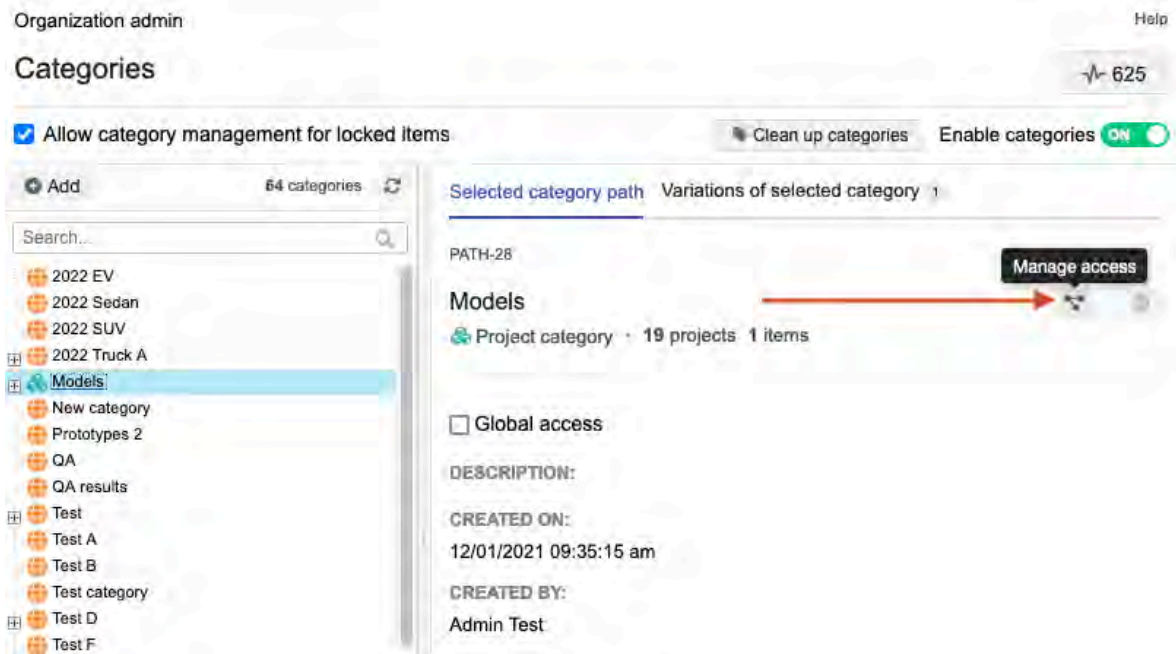 Organization admin
Help
Categories
625
Allow category management for locked items
Clean up categories
Enable categories ON
Add
64 categories
Search..
2022 EV
2022 Sedan
2022 SUV
2022 Truck A
Models
New category
Prototypes 2
QA
QA results
Test
Test A
Test B
Test category
Test D
Test F
Selected category path
Variations of selected category 1
PATH-28
Manage access
Models
Project category · 19 projects 1 items
Global access
DESCRIPTION:
CREATED ON:
12/01/2021 09:35:15 am
CREATED BY:
Admin Test